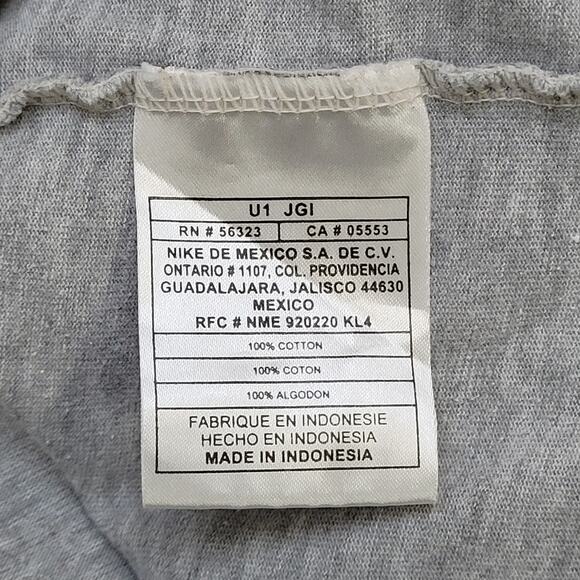 U1 JGI
RN # 56323 CA # 05553
NIKE DE MEXICO S.A. DE C.V.
ONTARIO # 1107, COL. PROVIDENCIA
GUADALAJARA, JALISCO 44630
MEXICO
RFC # NME 920220 KL4
100% COTTON
100% COTON
100% ALGODON
FABRIQUE EN INDONESIE
HECHO EN INDONESIA
MADE IN INDONESIA